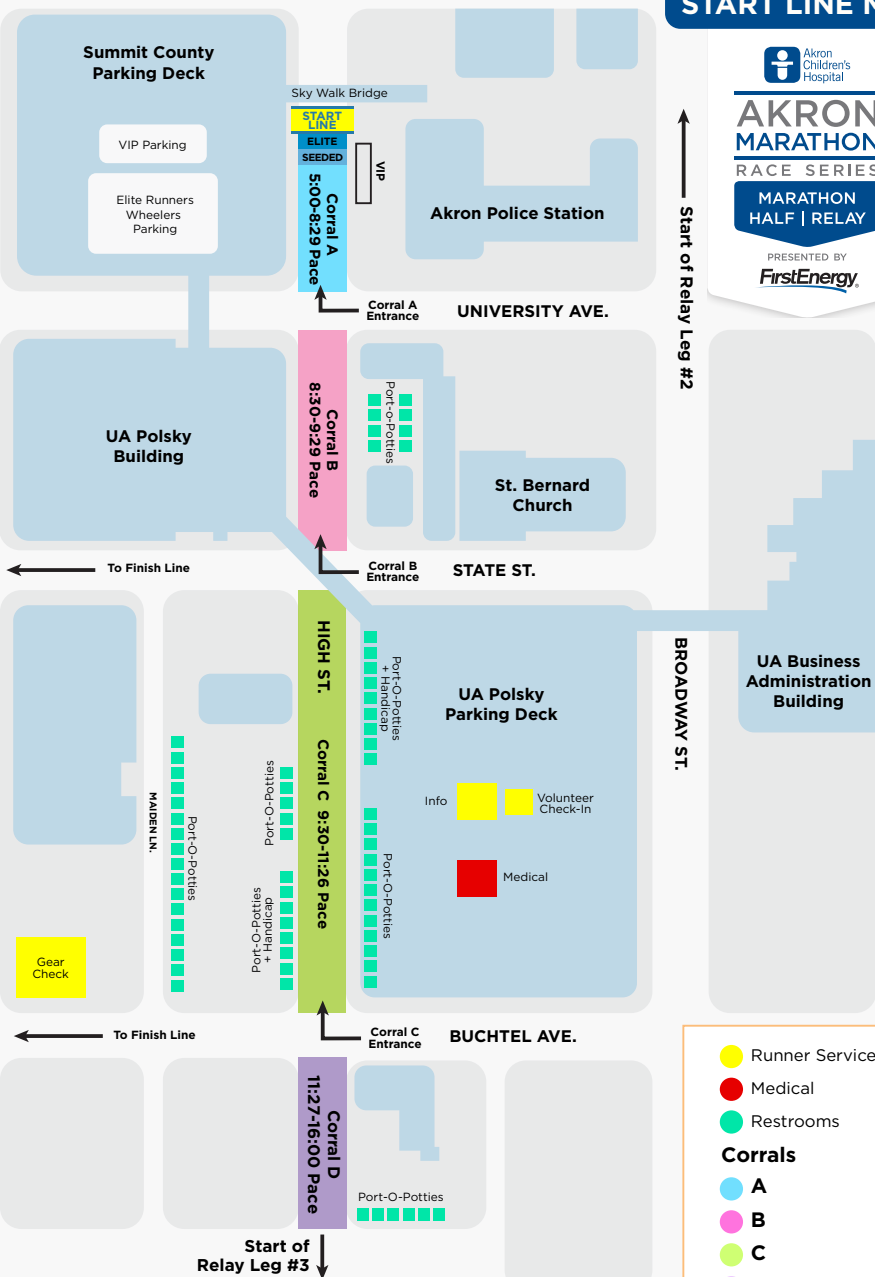 START LINE M
Summit County
Parking Deck
Sky Walk Bridge
START
LINE
ELITE
SEEDED
VIP
VIP Parking
Elite Runners
Wheelers
Parking
Corral A
5:00-8:29 Pace
Akron Police Station
Akron
Children's
Hospital
AKRON
MARATHON
RACE SERIES
MARATHON
HALF | RELAY
PRESENTED BY
FirstEnergy®
Start of Relay Leg #2
Corral A
Entrance
UNIVERSITY AVE.
UA Polsky
Building
Corral B
8:30-9:29 Pace
Port-o-Potties
St. Bernard
Church
To Finish Line
Corral B
Entrance
STATE ST.
HIGH ST.
Corral C 9:30-11:26 Pace
Port-O-Potties
+ Handicap
UA Polsky
Parking Deck
BROADWAY ST.
UA Business
Administration
Building
Info
Volunteer
Check-In
Medical
MAIDEN LN.
Port-O-Potties
Port-O-Potties
Port-O-Potties
+ Handicap
Port-O-Potties
Gear
Check
To Finish Line
Corral C
Entrance
BUCHTEL AVE.
Corral D
11:27-16:00 Pace
Port-O-Potties
Start of
Relay Leg #3
Runner Service
Medical
Restrooms
Corrals
A
B
C